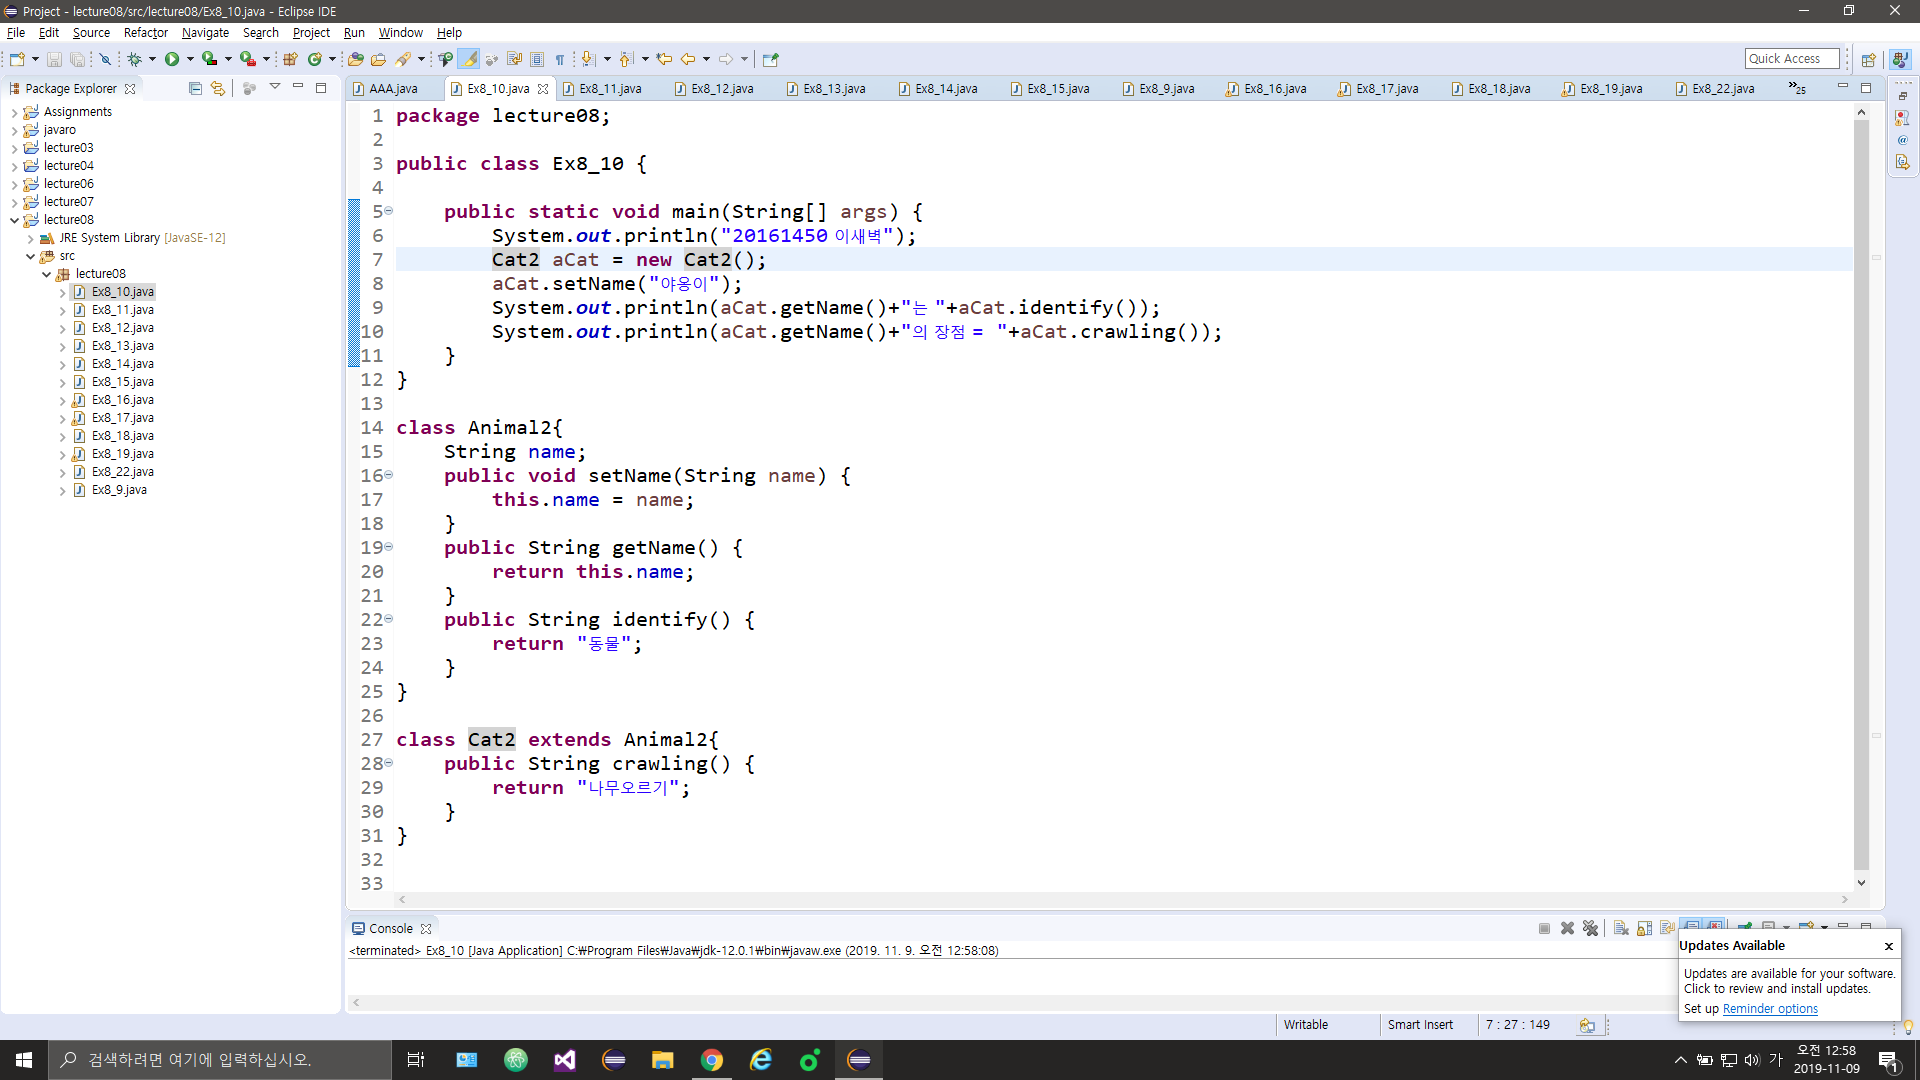 Project - lecture08/src/lecture08/Ex8_10.java - Eclipse IDE
File Edit Source Refactor Navigate Search Project Run Window Help
Quick Access
Package Explorer
AAA.java Ex8_10.java Ex8_11.java Ex8_12.java Ex8_13.java Ex8_14.java Ex8_15.java Ex8_9.java Ex8_16.java Ex8_17.java Ex8_18.java Ex8_19.java Ex8_22.java »25
Assignments
javaro
lecture03
lecture04
lecture06
lecture07
lecture08
JRE System Library [JavaSE-12]
src
lecture08
Ex8_10.java
Ex8_11.java
Ex8_12.java
Ex8_13.java
Ex8_14.java
Ex8_15.java
Ex8_16.java
Ex8_17.java
Ex8_18.java
Ex8_19.java
Ex8_22.java
Ex8_9.java
1 package lecture08;
2
3 public class Ex8_10 {
4
5 public static void main(String[] args) {
6 System.out.println("20161450 이새벽");
7 Cat2 aCat = new Cat2();
8 aCat.setName("야옹이");
9 System.out.println(aCat.getName()+"는 "+aCat.identify());
10 System.out.println(aCat.getName()+"의 장점 = "+aCat.crawling());
11 }
12 }
13
14 class Animal2{
15 String name;
16 public void setName(String name) {
17 this.name = name;
18 }
19 public String getName() {
20 return this.name;
21 }
22 public String identify() {
23 return "동물";
24 }
25 }
26
27 class Cat2 extends Animal2{
28 public String crawling() {
29 return "나무오르기";
30 }
31 }
32
33
Console
<terminated> Ex8_10 [Java Application] C:₩Program Files₩Java₩jdk-12.0.1₩bin₩javaw.exe (2019. 11. 9. 오전 12:58:08)
Updates Available
Updates are available for your software.
Click to review and install updates.
Set up Reminder options
Writable Smart Insert 7 : 27 : 149
검색하려면 여기에 입력하십시오.
가 오전 12:58
2019-11-09
1